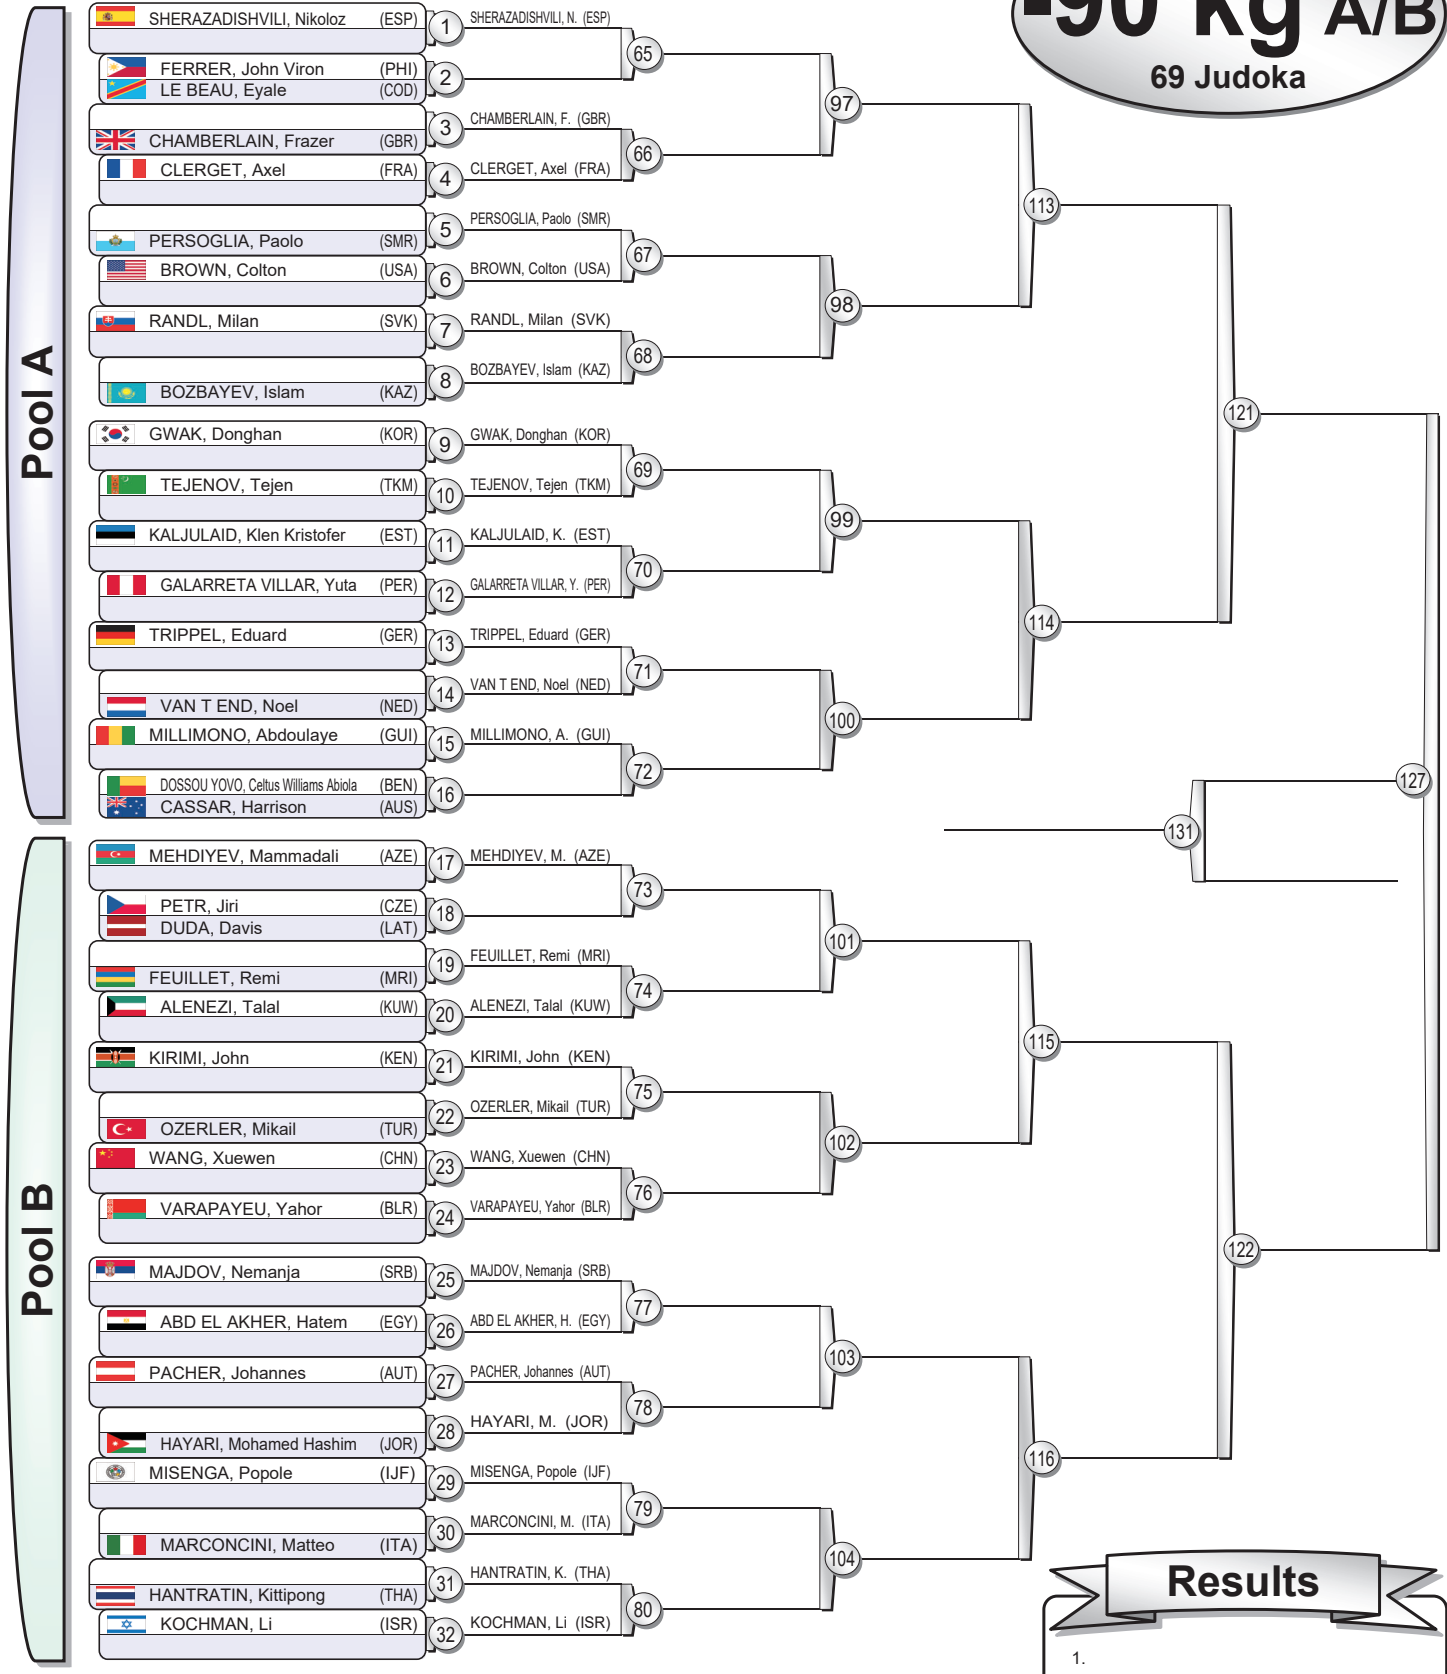 -90 kg A/B
69 Judoka
Pool A
SHERAZADISHVILI, Nikoloz (ESP) 1 SHERAZADISHVILI, N. (ESP)
65
FERRER, John Viron (PHI)
LE BEAU, Eyale (COD) 2
97
CHAMBERLAIN, Frazer (GBR) 3 CHAMBERLAIN, F. (GBR)
66
CLERGET, Axel (FRA) 4 CLERGET, Axel (FRA)
113
PERSOGLIA, Paolo (SMR) 5 PERSOGLIA, Paolo (SMR)
67
BROWN, Colton (USA) 6 BROWN, Colton (USA)
98
RANDL, Milan (SVK) 7 RANDL, Milan (SVK)
68
BOZBAYEV, Islam (KAZ) 8 BOZBAYEV, Islam (KAZ)
121
GWAK, Donghan (KOR) 9 GWAK, Donghan (KOR)
69
TEJENOV, Tejen (TKM) 10 TEJENOV, Tejen (TKM)
99
KALJULAID, Klen Kristofer (EST) 11 KALJULAID, K. (EST)
70
GALARRETA VILLAR, Yuta (PER) 12 GALARRETA VILLAR, Y. (PER)
114
TRIPPEL, Eduard (GER) 13 TRIPPEL, Eduard (GER)
71
VAN T END, Noel (NED) 14 VAN T END, Noel (NED)
100
MILLIMONO, Abdoulaye (GUI) 15 MILLIMONO, A. (GUI)
72
DOSSOU YOVO, Celtus Williams Abiola (BEN)
CASSAR, Harrison (AUS) 16
127
131
Pool B
MEHDIYEV, Mammadali (AZE) 17 MEHDIYEV, M. (AZE)
73
PETR, Jiri (CZE)
DUDA, Davis (LAT) 18
101
FEUILLET, Remi (MRI) 19 FEUILLET, Remi (MRI)
74
ALENEZI, Talal (KUW) 20 ALENEZI, Talal (KUW)
115
KIRIMI, John (KEN) 21 KIRIMI, John (KEN)
75
OZERLER, Mikail (TUR) 22 OZERLER, Mikail (TUR)
102
WANG, Xuewen (CHN) 23 WANG, Xuewen (CHN)
76
VARAPAYEU, Yahor (BLR) 24 VARAPAYEU, Yahor (BLR)
122
MAJDOV, Nemanja (SRB) 25 MAJDOV, Nemanja (SRB)
77
ABD EL AKHER, Hatem (EGY) 26 ABD EL AKHER, H. (EGY)
103
PACHER, Johannes (AUT) 27 PACHER, Johannes (AUT)
78
HAYARI, Mohamed Hashim (JOR) 28 HAYARI, M. (JOR)
116
MISENGA, Popole (IJF) 29 MISENGA, Popole (IJF)
79
MARCONCINI, Matteo (ITA) 30 MARCONCINI, M. (ITA)
104
HANTRATIN, Kittipong (THA) 31 HANTRATIN, K. (THA)
80
KOCHMAN, Li (ISR) 32 KOCHMAN, Li (ISR)
Results
1.